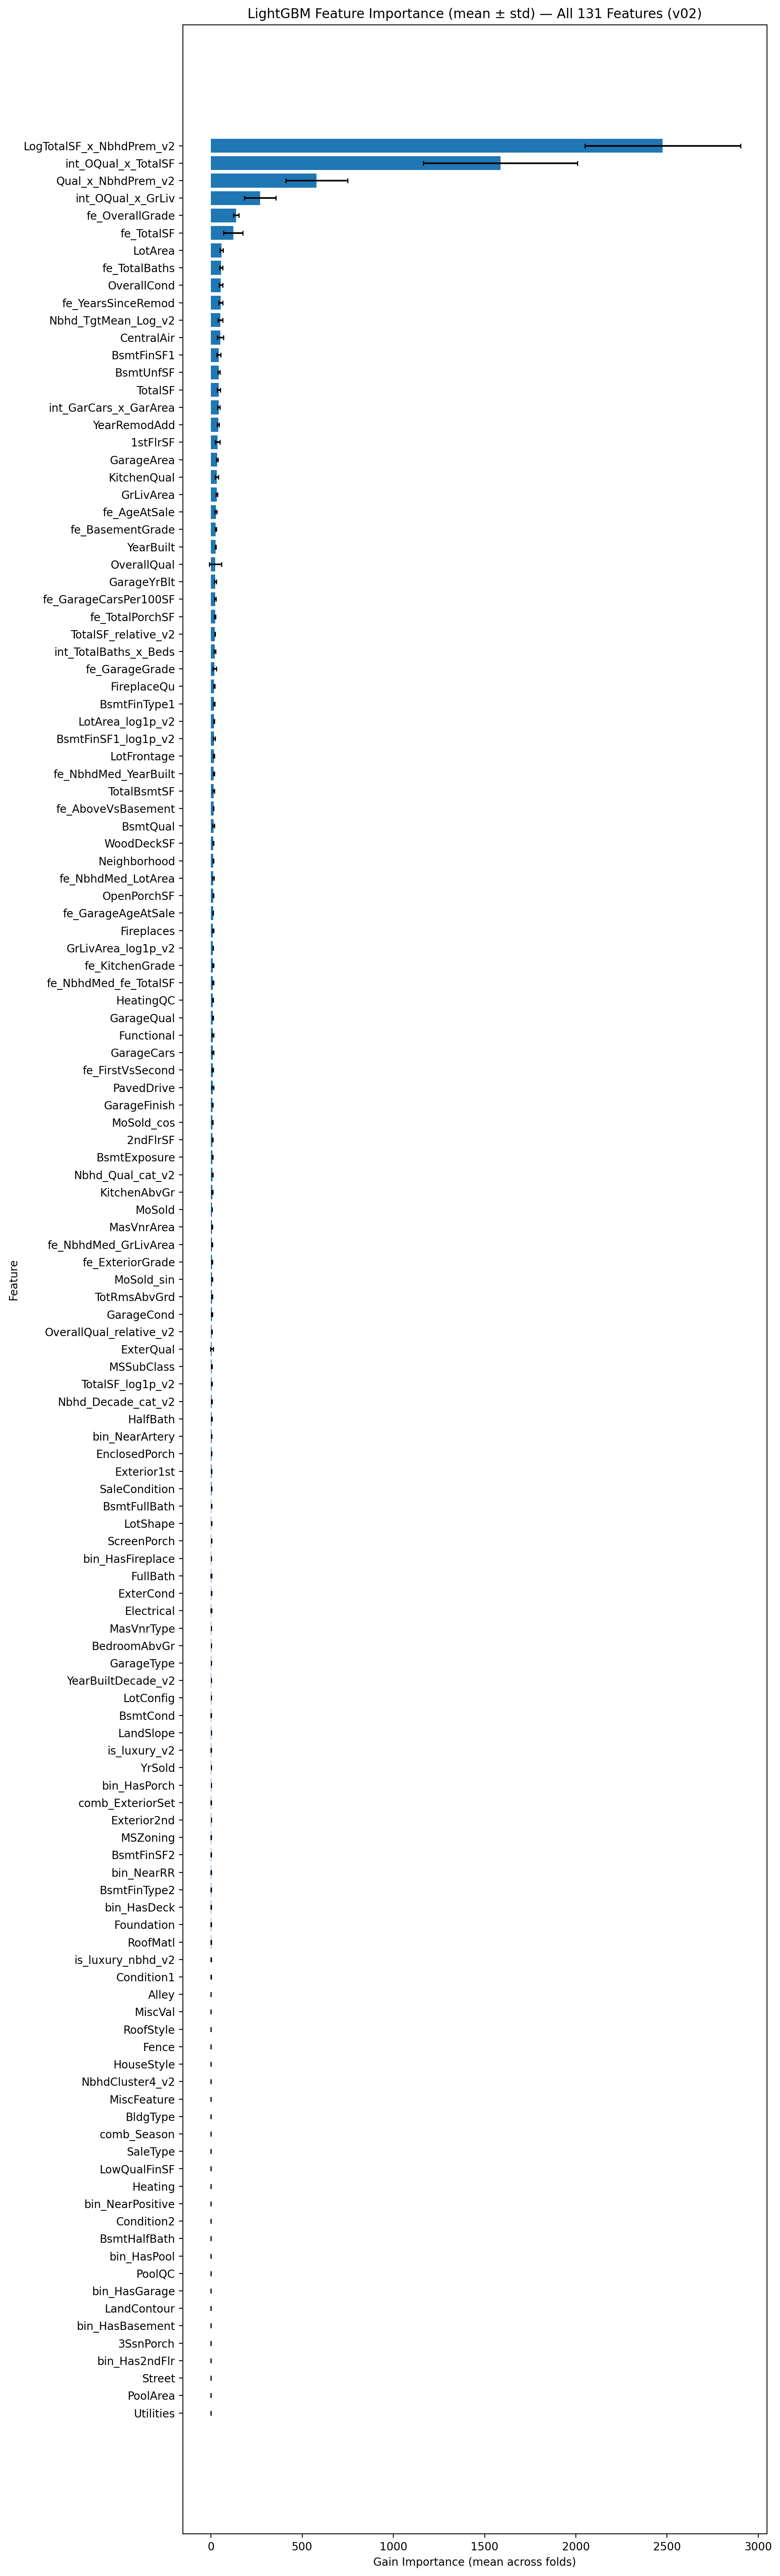 LightGBM Feature Importance (mean ± std) — All 131 Features (v02)
LogTotalSF_x_NbhdPrem_v2
int_OQual_x_TotalSF
Qual_x_NbhdPrem_v2
int_OQual_x_GrLiv
fe_OverallGrade
fe_TotalSF
LotArea
fe_TotalBaths
OverallCond
fe_YearsSinceRemod
Nbhd_TgtMean_Log_v2
CentralAir
BsmtFinSF1
BsmtUnfSF
TotalSF
int_GarCars_x_GarArea
YearRemodAdd
1stFlrSF
GarageArea
KitchenQual
GrLivArea
fe_AgeAtSale
fe_BasementGrade
YearBuilt
OverallQual
GarageYrBlt
fe_GarageCarsPer100SF
fe_TotalPorchSF
TotalSF_relative_v2
int_TotalBaths_x_Beds
fe_GarageGrade
FireplaceQu
BsmtFinType1
LotArea_log1p_v2
BsmtFinSF1_log1p_v2
LotFrontage
fe_NbhdMed_YearBuilt
TotalBsmtSF
fe_AboveVsBasement
BsmtQual
WoodDeckSF
Neighborhood
fe_NbhdMed_LotArea
OpenPorchSF
fe_GarageAgeAtSale
Fireplaces
GrLivArea_log1p_v2
fe_KitchenGrade
fe_NbhdMed_fe_TotalSF
HeatingQC
GarageQual
Functional
GarageCars
fe_FirstVsSecond
PavedDrive
GarageFinish
MoSold_cos
2ndFlrSF
BsmtExposure
Nbhd_Qual_cat_v2
KitchenAbvGr
MoSold
MasVnrArea
fe_NbhdMed_GrLivArea
fe_ExteriorGrade
MoSold_sin
TotRmsAbvGrd
GarageCond
OverallQual_relative_v2
ExterQual
MSSubClass
TotalSF_log1p_v2
Nbhd_Decade_cat_v2
HalfBath
bin_NearArtery
EnclosedPorch
Exterior1st
SaleCondition
BsmtFullBath
LotShape
ScreenPorch
bin_HasFireplace
FullBath
ExterCond
Electrical
MasVnrType
BedroomAbvGr
GarageType
YearBuiltDecade_v2
LotConfig
BsmtCond
LandSlope
is_luxury_v2
YrSold
bin_HasPorch
comb_ExteriorSet
Exterior2nd
MSZoning
BsmtFinSF2
bin_NearRR
BsmtFinType2
bin_HasDeck
Foundation
RoofMatl
is_luxury_nbhd_v2
Condition1
Alley
MiscVal
RoofStyle
Fence
HouseStyle
NbhdCluster4_v2
MiscFeature
BldgType
comb_Season
SaleType
LowQualFinSF
Heating
bin_NearPositive
Condition2
BsmtHalfBath
bin_HasPool
PoolQC
bin_HasGarage
LandContour
bin_HasBasement
3SsnPorch
bin_Has2ndFlr
Street
PoolArea
Utilities
Feature
0 500 1000 1500 2000 2500 3000
Gain Importance (mean across folds)